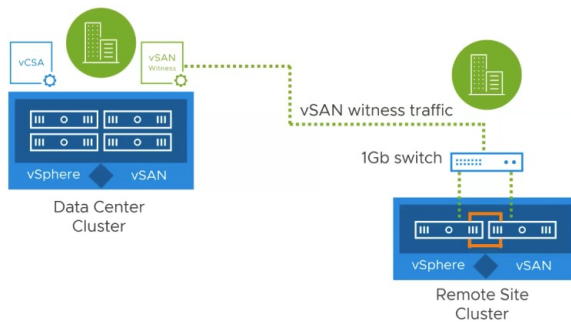 vCSA
vSAN
Witness
vSAN witness traffic
1Gb switch
vSphere
vSAN
Data Center
Cluster
vSphere
vSAN
Remote Site
Cluster